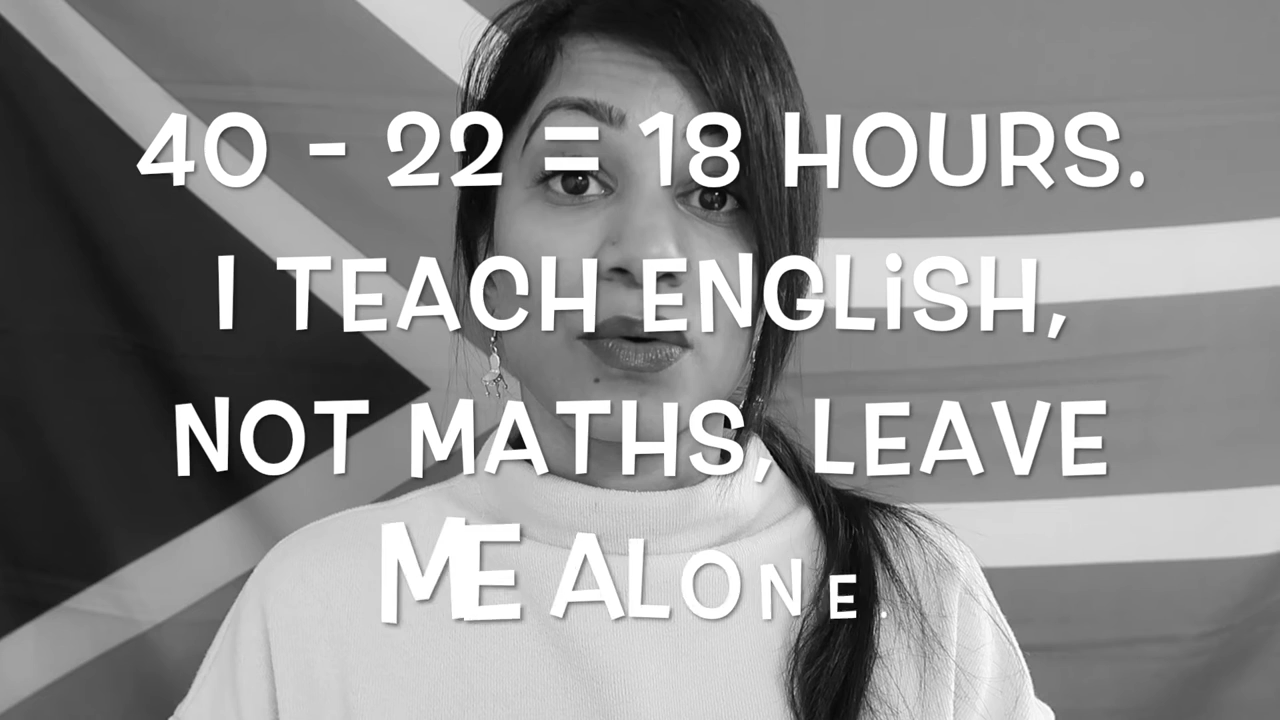 40 - 22 = 18 HOURS.
I TEACH ENGLiSH,
NOT MATHS, LEAVE
ME ALONE.